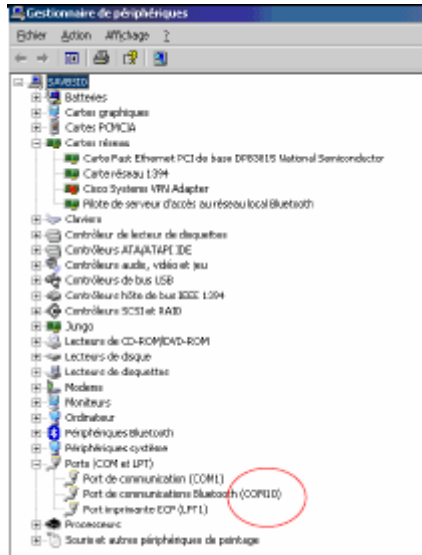 Gestionnaire de périphériques
Fichier Action Affichage ?
Batteries
Cartes graphiques
Cartes PCMCIA
Cartes réseau
Carte Fast Ethernet PCI de base DP83815 National Semiconductor
Carte réseau 1394
Cisco Systems VPN Adapter
Pilote de serveur d'accès au réseau local Bluetooth
Claviers
Contrôleur de lecteur de disquettes
Contrôleurs ATA/ATAPI IDE
Contrôleurs audio, vidéo et jeu
Contrôleurs de bus USB
Contrôleurs hôte de bus IEEE 1394
Contrôleurs SCSI et RAID
Jungo
Lecteurs de CD-ROM/DVD-ROM
Lecteurs de disque
Lecteurs de disquettes
Modems
Moniteurs
Ordinateur
Périphériques Bluetooth
Périphériques système
Ports (COM et LPT)
Port de communication (COM1)
Port de communications Bluetooth (COM10)
Port imprimante ECP (LPT1)
Processeurs
Souris et autres périphériques de pointage